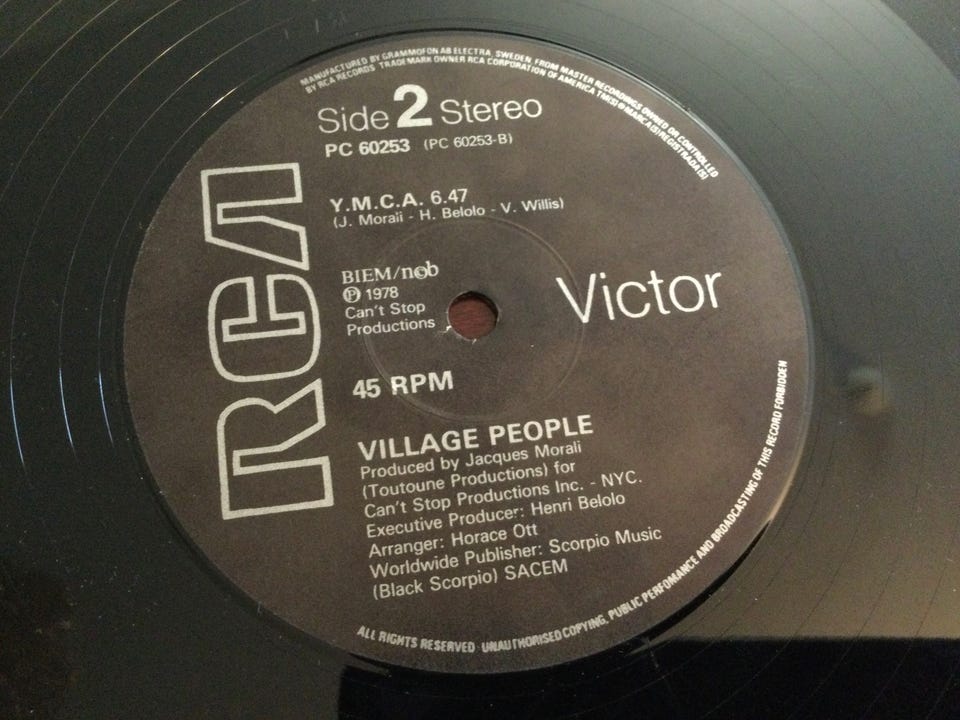 MANUFACTURED BY GRAMMOFON AB ELECTRA, SWEDEN, FROM MASTER RECORDINGS OWNED OR CONTROLLED
BY RCA RECORDS TRADEMARK OWNER RCA CORPORATION OF AMERICA TM(S) ® MARCA(S) REGISTRADA(S)
Side 2 Stereo
PC 60253 (PC 60253-B)
RCA
Y.M.C.A. 6.47
(J. Morali - H. Belolo - V. Willis)
BIEM/n©b
℗ 1978
Can't Stop
Productions
Victor
45 RPM
VILLAGE PEOPLE
Produced by Jacques Morali
(Toutoune Productions) for
Can't Stop Productions Inc. - NYC.
Executive Producer: Henri Belolo
Arranger: Horace Ott
Worldwide Publisher: Scorpio Music
(Black Scorpio) SACEM
ALL RIGHTS RESERVED UNAUTHORISED COPYING, PUBLIC PERFOMANCE AND BROADCASTING OF THIS RECORD FORBIDDEN